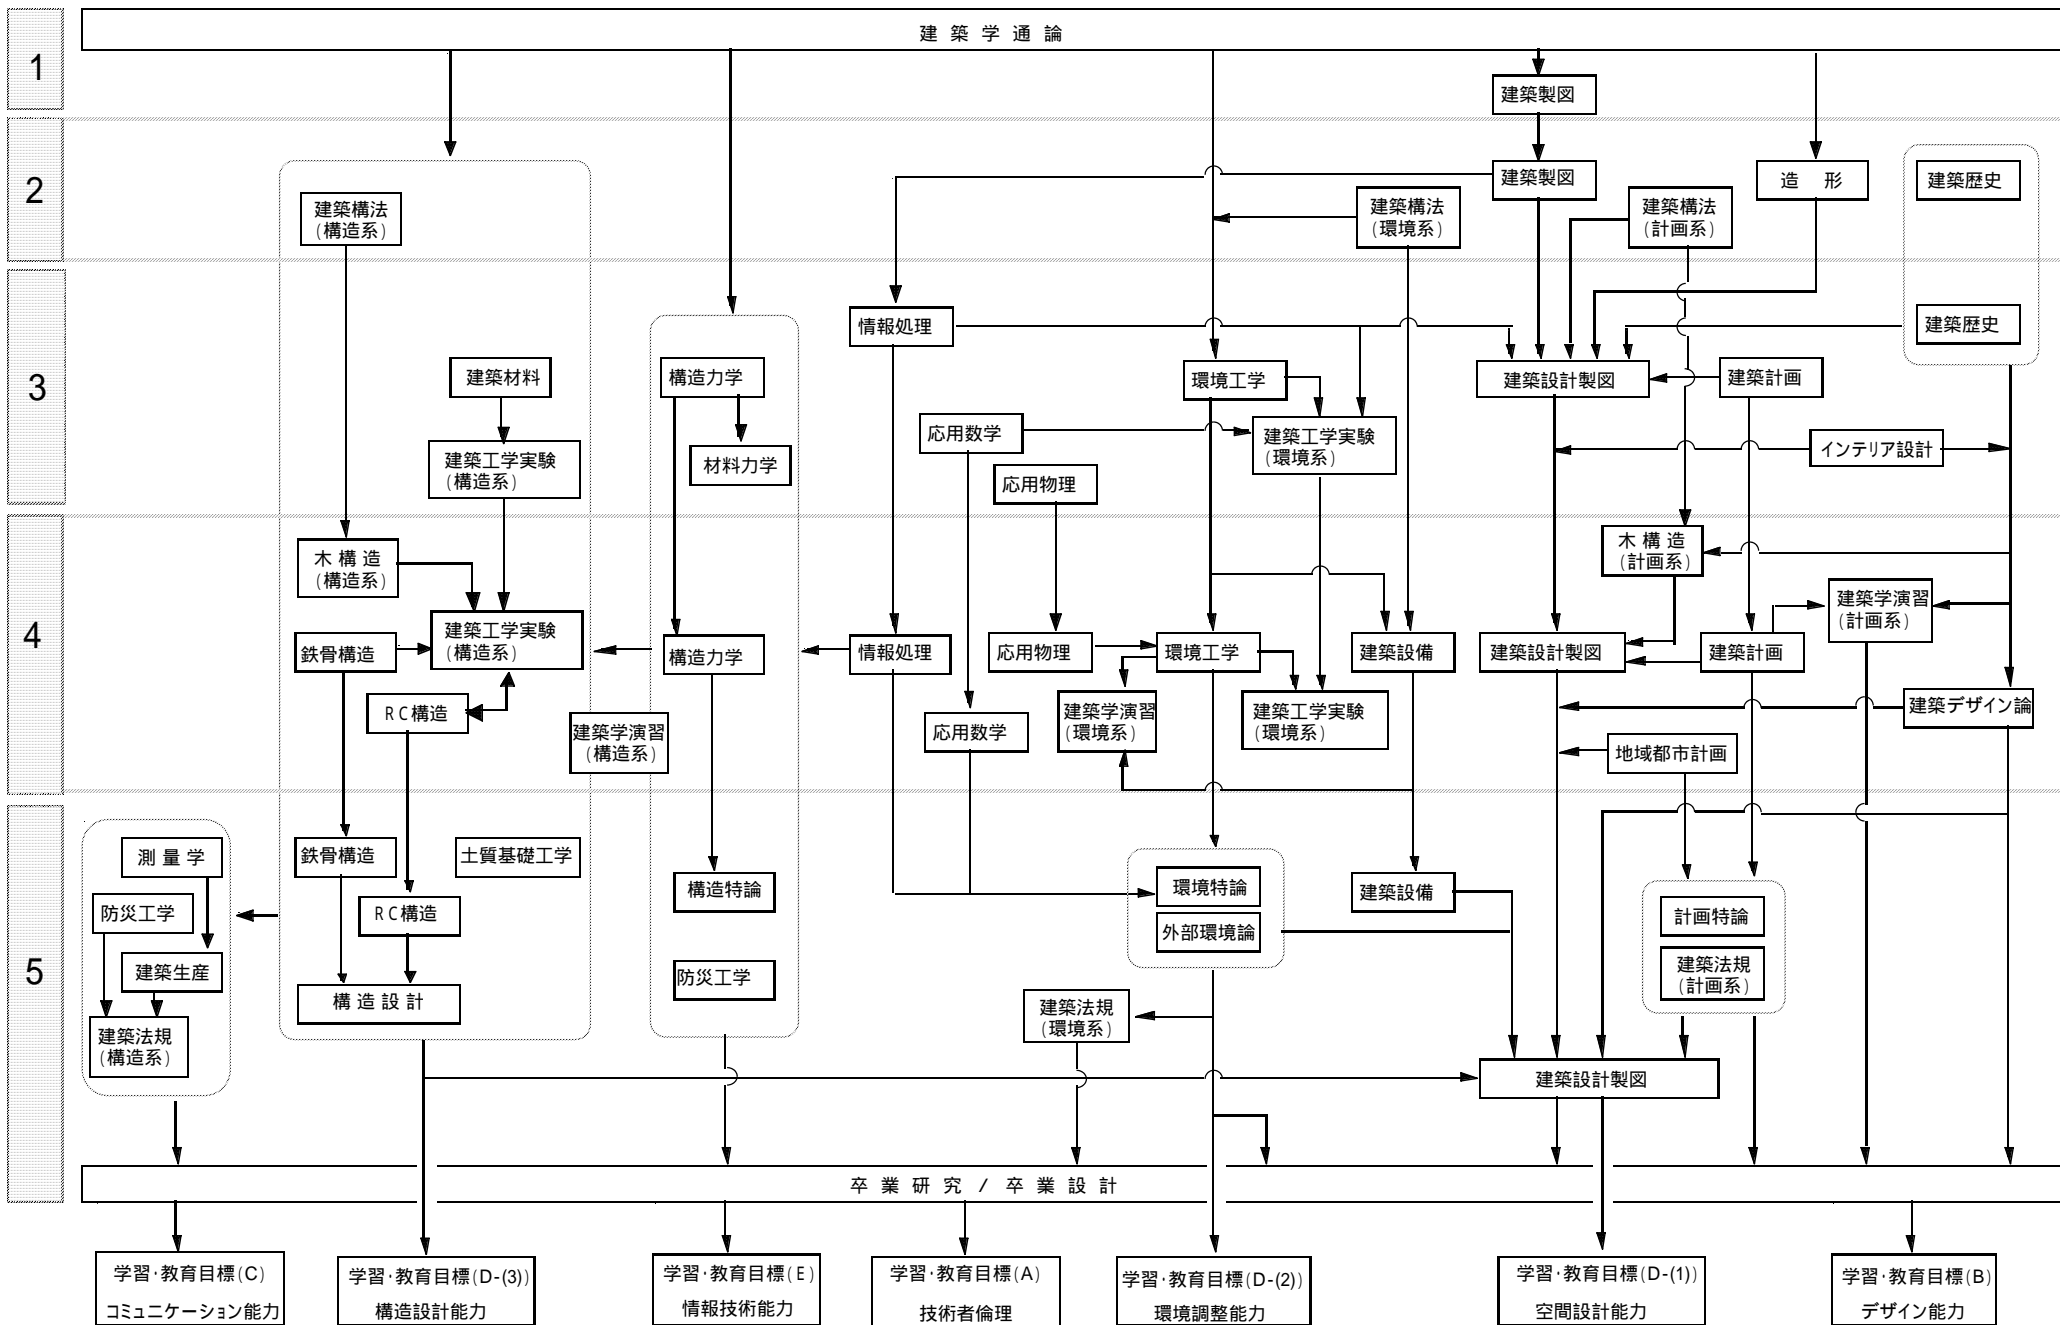 1
建築学通論
建築製図
2
建築製図
造 形
建築歴史
建築構法
(構造系)
建築構法
(環境系)
建築構法
(計画系)
3
情報処理
建築歴史
建築材料
構造力学
環境工学
建築設計製図
建築計画
応用数学
建築工学実験
(環境系)
インテリア設計
建築工学実験
(構造系)
材料力学
応用物理
4
木構造
(構造系)
木構造
(計画系)
建築学演習
(計画系)
建築工学実験
(構造系)
鉄骨構造
構造力学
情報処理
応用物理
環境工学
建築設備
建築設計製図
建築計画
RC構造
建築学演習
(構造系)
応用数学
建築学演習
(環境系)
建築工学実験
(環境系)
建築デザイン論
地域都市計画
5
測量学
鉄骨構造
土質基礎工学
構造特論
環境特論
建築設備
防災工学
RC構造
外部環境論
計画特論
建築生産
防災工学
建築法規
(計画系)
構造設計
建築法規
(環境系)
建築法規
(構造系)
建築設計製図
卒業研究/卒業設計
学習・教育目標(C)
コミュニケーション能力
学習・教育目標(D-(3))
構造設計能力
学習・教育目標(E)
情報技術能力
学習・教育目標(A)
技術者倫理
学習・教育目標(D-(2))
環境調整能力
学習・教育目標(D-(1))
空間設計能力
学習・教育目標(B)
デザイン能力